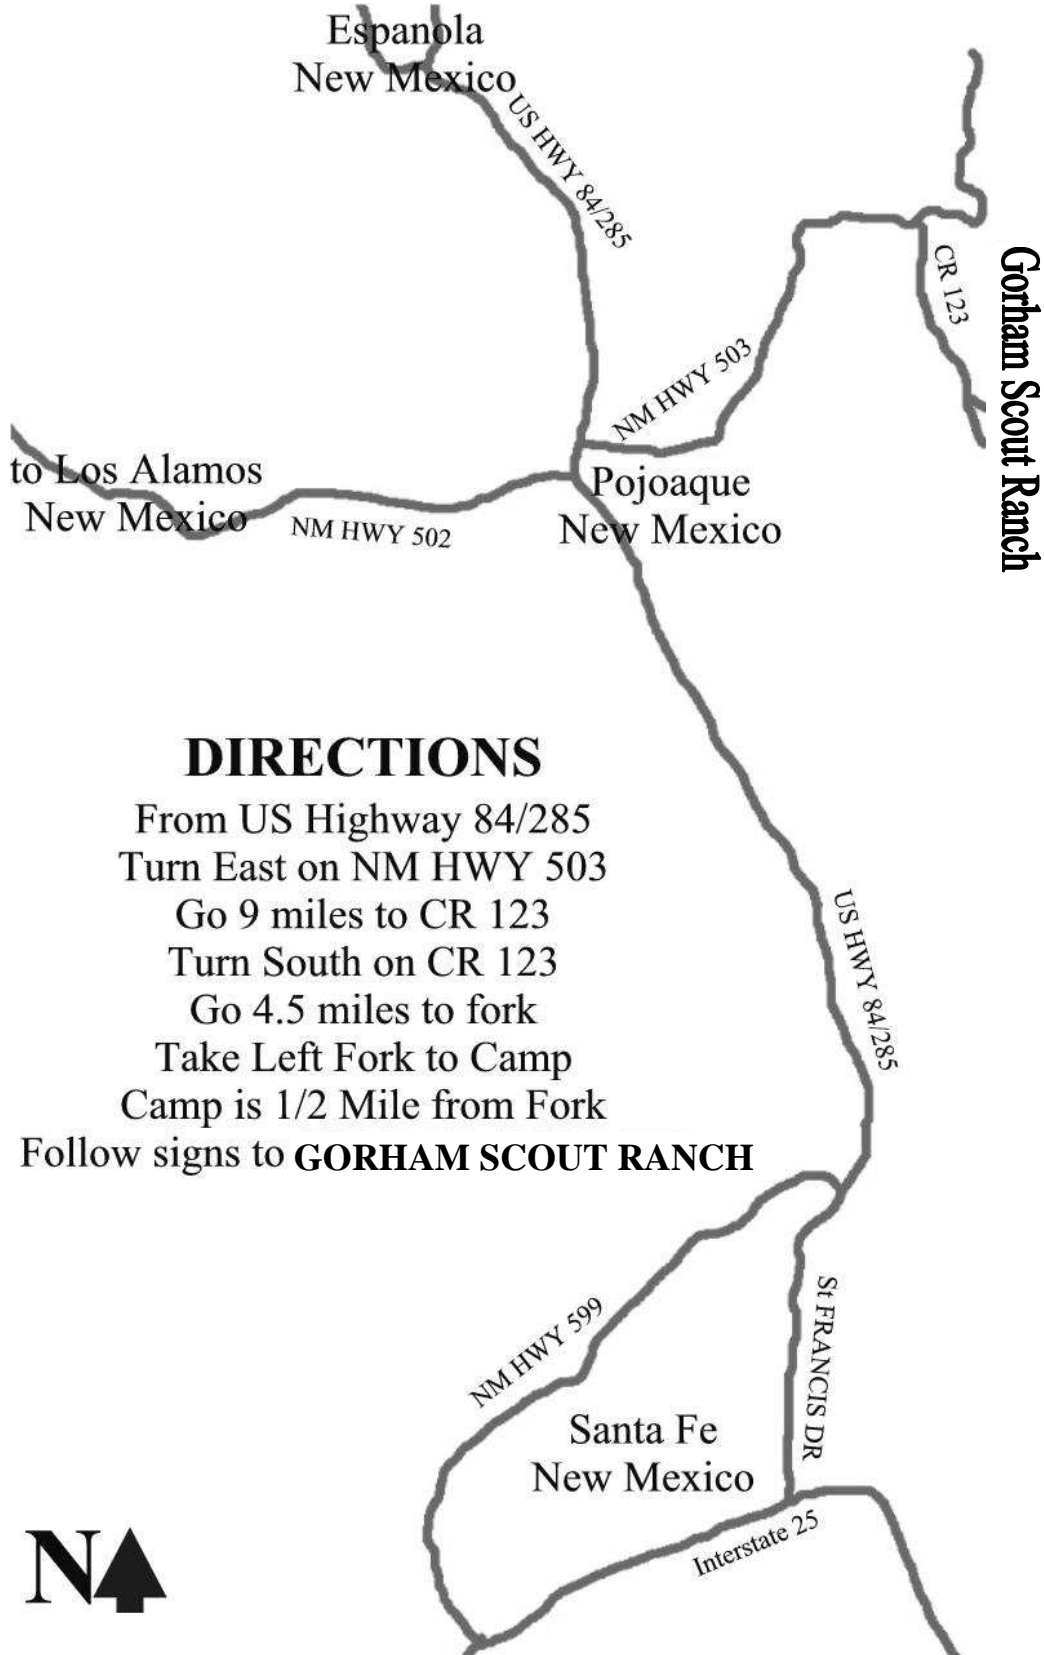 Espanola
New Mexico
US HWY 84/285
CR 123
Gorham Scout Ranch
NM HWY 503
to Los Alamos
New Mexico
NM HWY 502
Pojoaque
New Mexico
DIRECTIONS
From US Highway 84/285
Turn East on NM HWY 503
Go 9 miles to CR 123
Turn South on CR 123
Go 4.5 miles to fork
Take Left Fork to Camp
Camp is 1/2 Mile from Fork
Follow signs to GORHAM SCOUT RANCH
US HWY 84/285
NM HWY 599
St FRANCIS DR
Santa Fe
New Mexico
Interstate 25
N